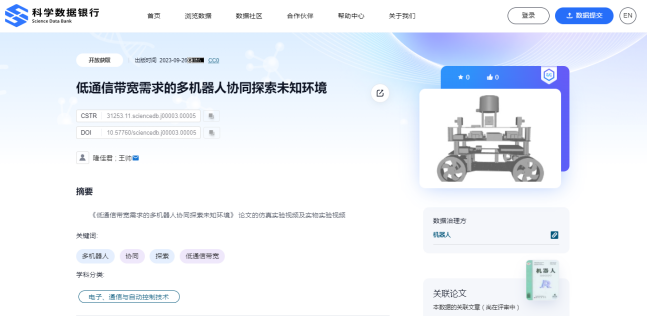 科学数据银行
Science Data Bank
首页
浏览数据
数据社区
合作伙伴
帮助中心
关于我们
登录
数据提交
EN
开放获取
出版时间 2023-09-20
CC0
低通信带宽需求的多机器人协同探索未知环境
CSTR 31253.11.sciencedb.j00003.00005
DOI 10.57760/sciencedb.j00003.00005
王帅
0
0
摘要
《低通信带宽需求的多机器人协同探索未知环境》 论文的仿真实验视频及实物实验视频
关键词:
多机器人
协同
探索
低通信带宽
学科分类:
电子、通信与自动控制技术
数据治理方
机器人
关联论文
本数据的关联文章（尚在评审中）
机器人